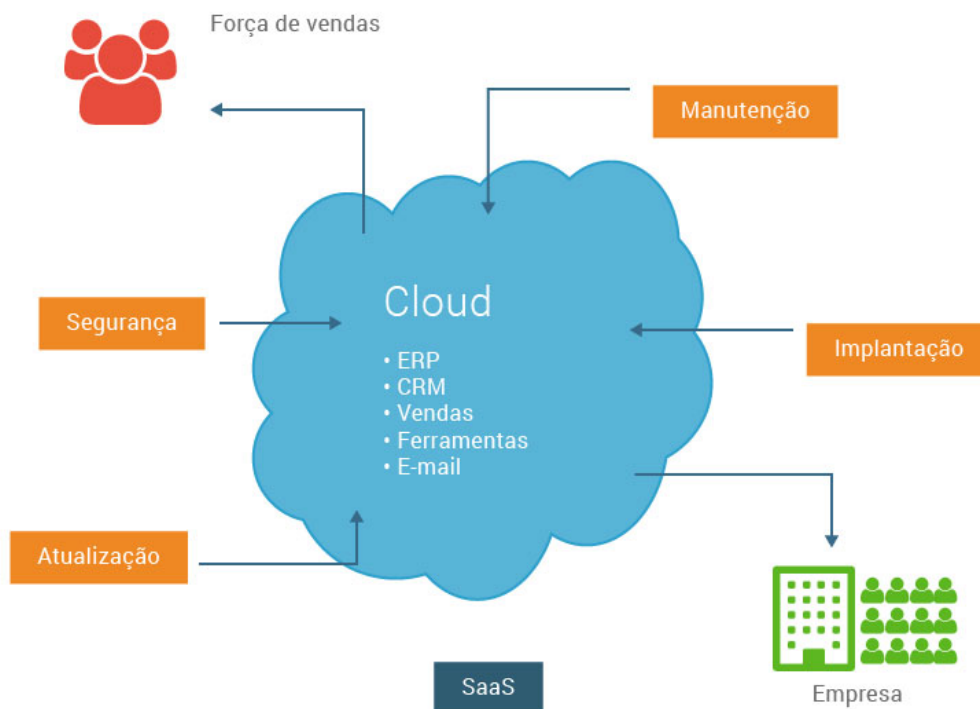 Força de vendas
Manutenção
Segurança
Cloud
• ERP
• CRM
• Vendas
• Ferramentas
• E-mail
Implantação
Atualização
SaaS
Empresa